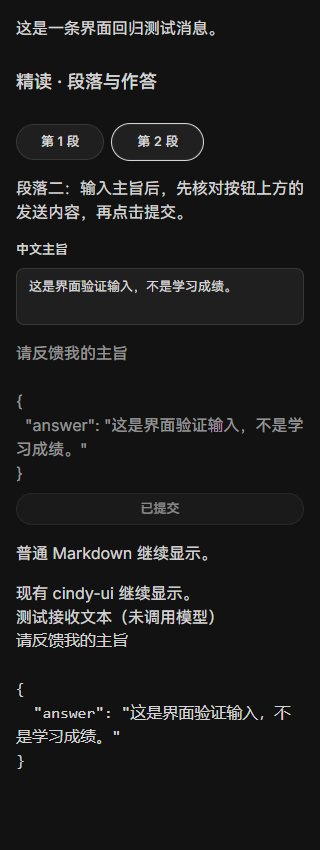 这是一条界面回归测试消息。
精读 · 段落与作答
第 1 段
第 2 段
段落二：输入主旨后，先核对按钮上方的
发送内容，再点击提交。
中文主旨
这是界面验证输入，不是学习成绩。
请反馈我的主旨
{
"answer": "这是界面验证输入，不是学
习成绩。"
}
已提交
普通 Markdown 继续显示。
现有 cindy-ui 继续显示。
测试接收文本（未调用模型）
请反馈我的主旨
{
"answer": "这是界面验证输入，不
是学习成绩。"
}